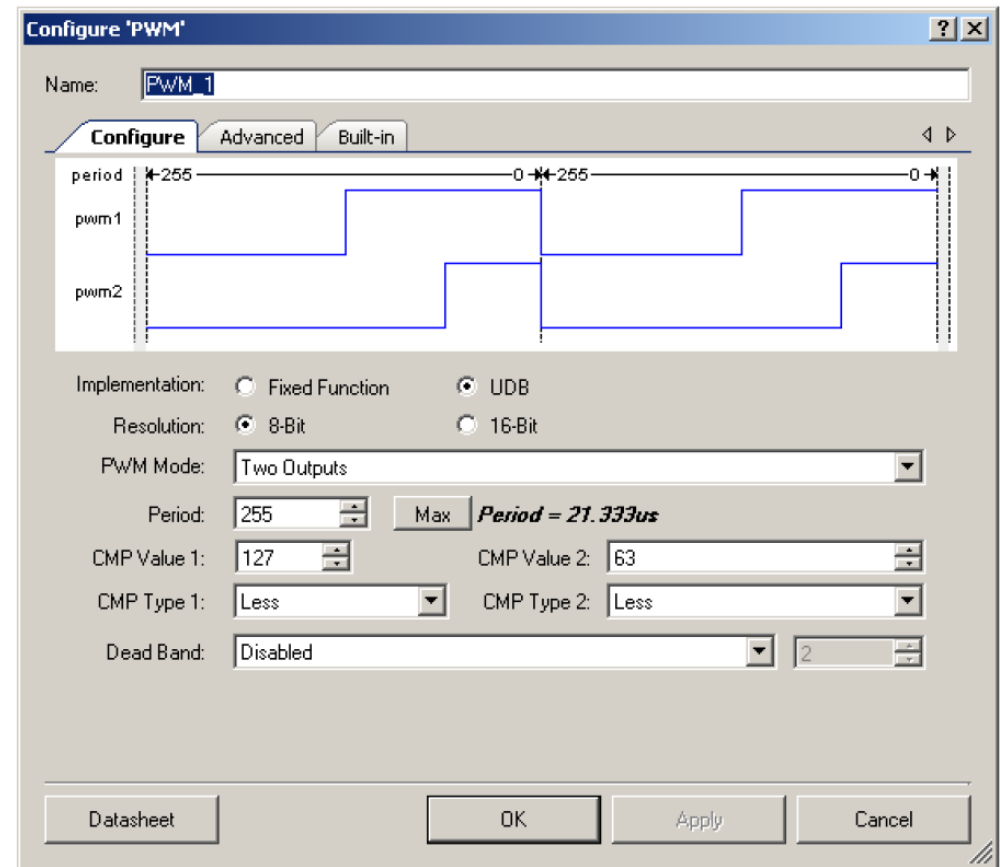 Configure 'PWM'
Name: PWM_1
Configure Advanced Built-in
period 255 0 255 0
pwm1
pwm2
Implementation: Fixed Function UDB
Resolution: 8-Bit 16-Bit
PWM Mode: Two Outputs
Period: 255 Max Period = 21.333us
CMP Value 1: 127 CMP Value 2: 63
CMP Type 1: Less CMP Type 2: Less
Dead Band: Disabled 2
Datasheet OK Apply Cancel